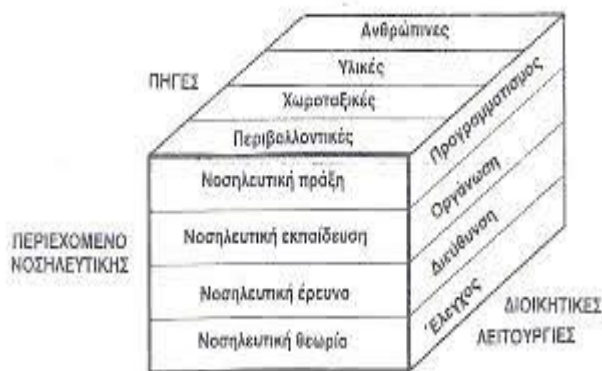 Ανθρώπινες
Υλικές
ΠΗΓΕΣ
Χωροταξικές
Περιβαλλοντικές
Προγραμματισμος
Νοσηλευτική πράξη
Οργάνωση
Νοσηλευτική εκπαίδευση
Διεύθυνση
ΠΕΡΙΕΧΟΜΕΝΟ
ΝΟΣΗΛΕΥΤΙΚΗΣ
Νοσηλευτική έρευνα
Έλεγχος
ΔΙΟΙΚΗΤΙΚΕΣ
ΛΕΙΤΟΥΡΓΙΕΣ
Νοσηλευτική θεωρία